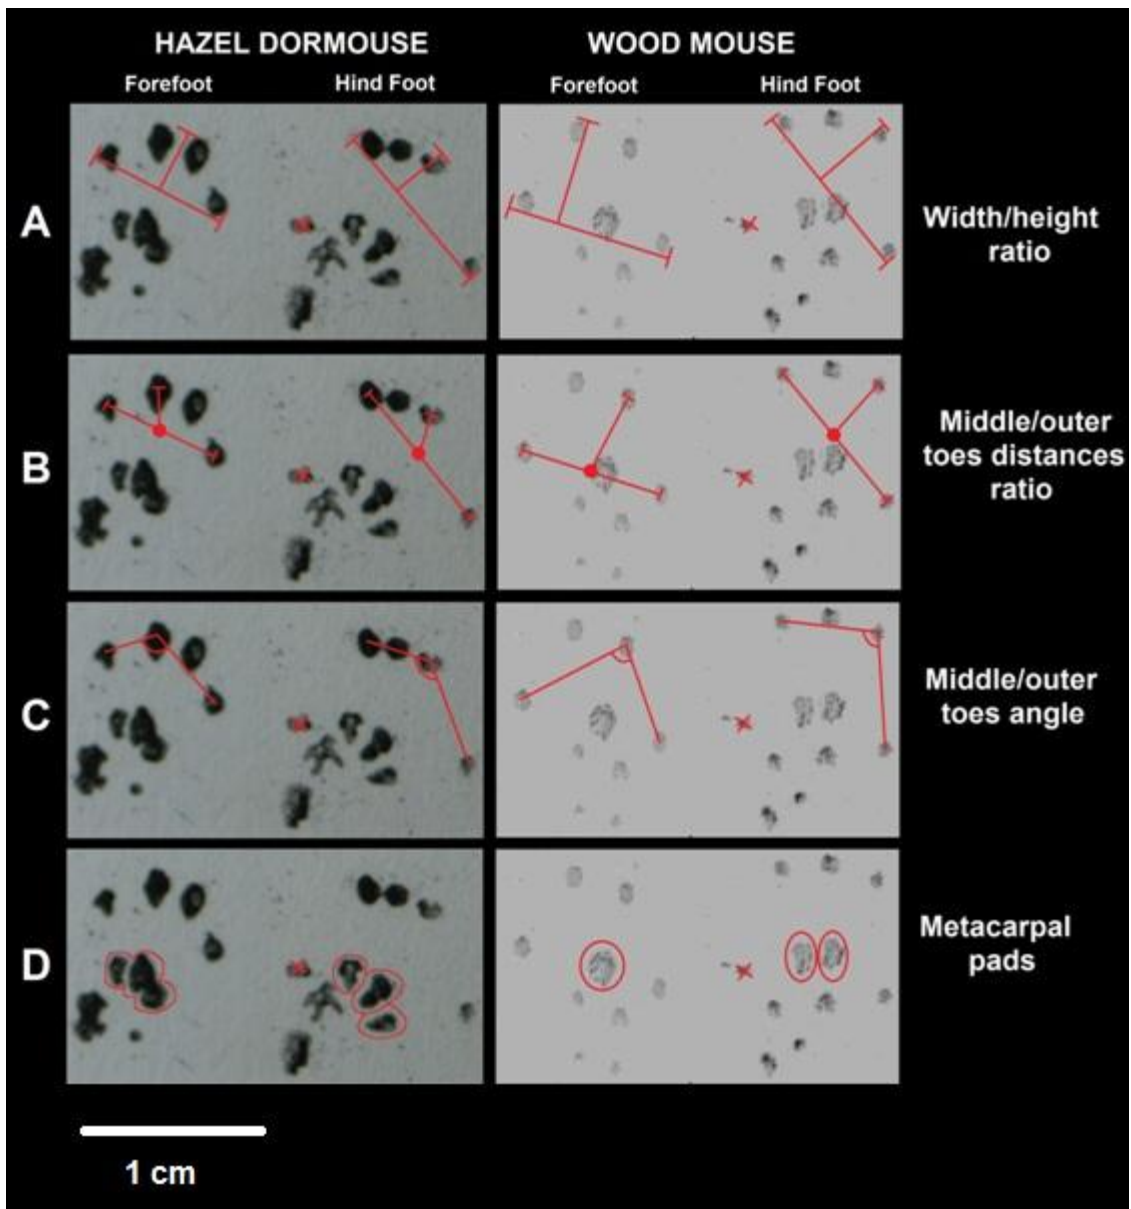 HAZEL DORMOUSE
WOOD MOUSE
Forefoot
Hind Foot
Forefoot
Hind Foot
A
Width/height
ratio
B
Middle/outer
toes distances
ratio
C
Middle/outer
toes angle
D
Metacarpal
pads
1 cm